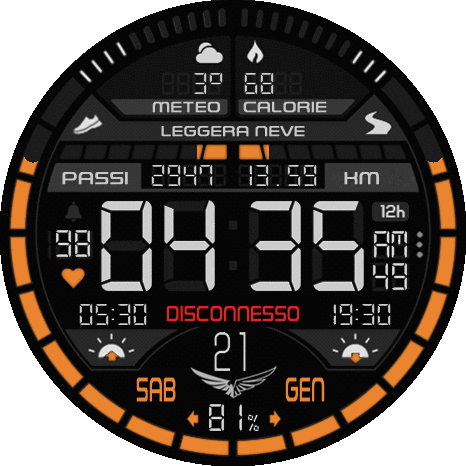 3° 60
METEO CALORIE
LEGGERA NEVE
PASSI 2947 13.59 KM
12h
98 04:35 AM
49
05:30 DISCONNESSO 19:30
21
SAB GEN
81%